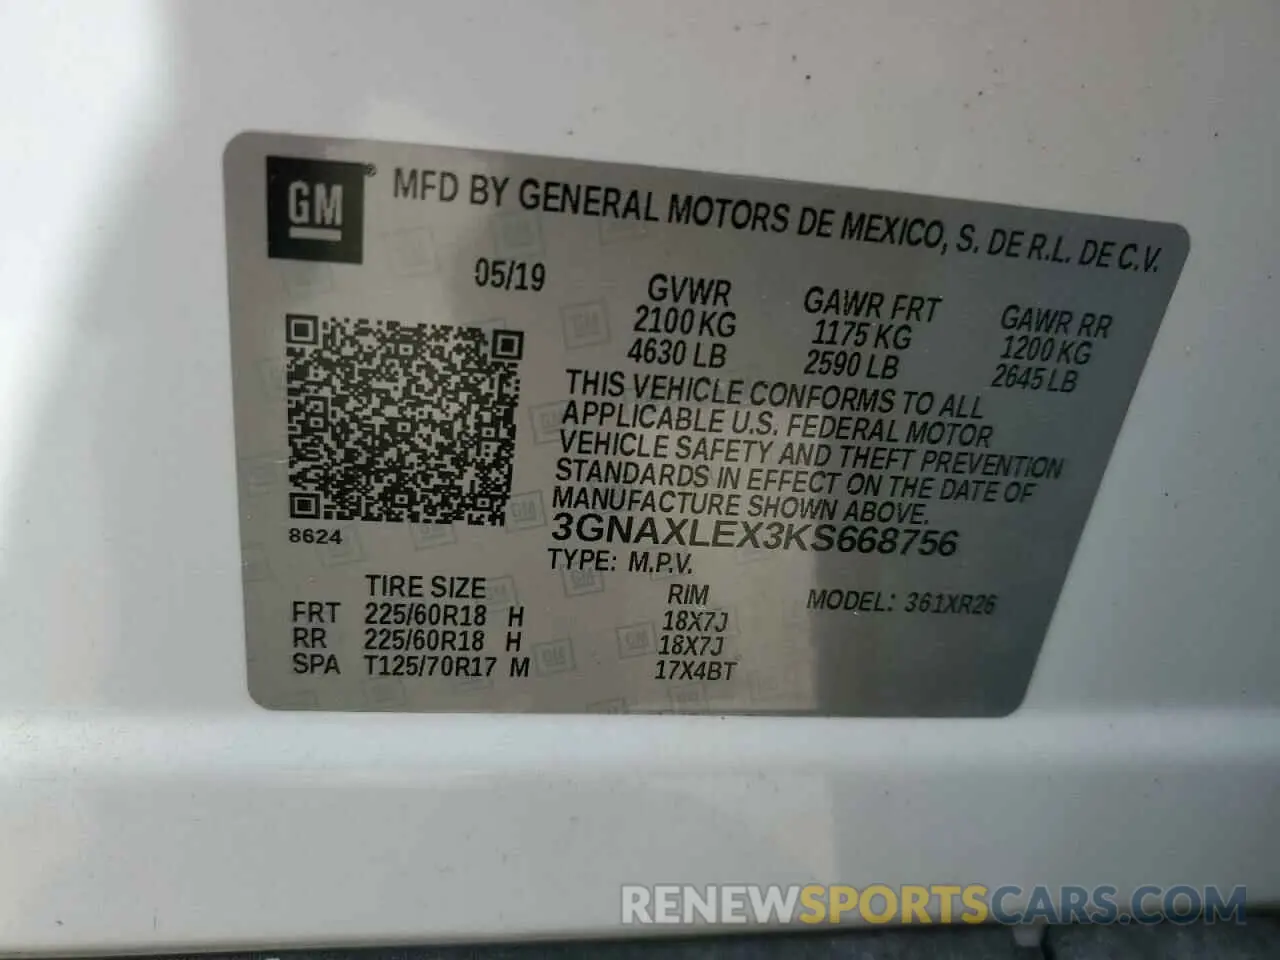 GM ® MFD BY GENERAL MOTORS DE MEXICO, S. DE R.L. DE C.V.
05/19
GVWR GAWR FRT GAWR RR
2100 KG 1175 KG 1200 KG
4630 LB 2590 LB 2645 LB
THIS VEHICLE CONFORMS TO ALL
APPLICABLE U.S. FEDERAL MOTOR
VEHICLE SAFETY AND THEFT PREVENTION
STANDARDS IN EFFECT ON THE DATE OF
MANUFACTURE SHOWN ABOVE.
8624
3GNAXLEX3KS668756
TYPE: M.P.V.
TIRE SIZE RIM MODEL: 361XR26
FRT 225/60R18 H 18X7J
RR 225/60R18 H 18X7J
SPA T125/70R17 M 17X4BT
RENEWSPORTSCARS.COM